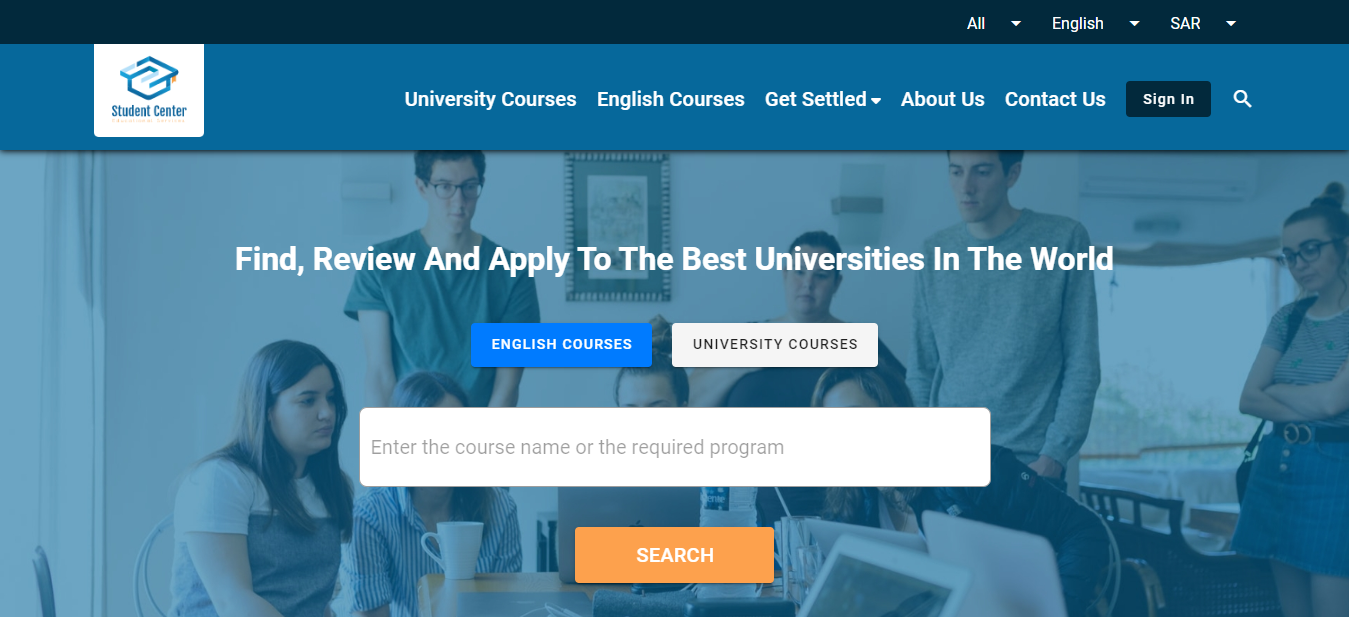 All English SAR
Student Center
University Courses English Courses Get Settled About Us Contact Us Sign In
Find, Review And Apply To The Best Universities In The World
ENGLISH COURSES UNIVERSITY COURSES
Enter the course name or the required program
SEARCH